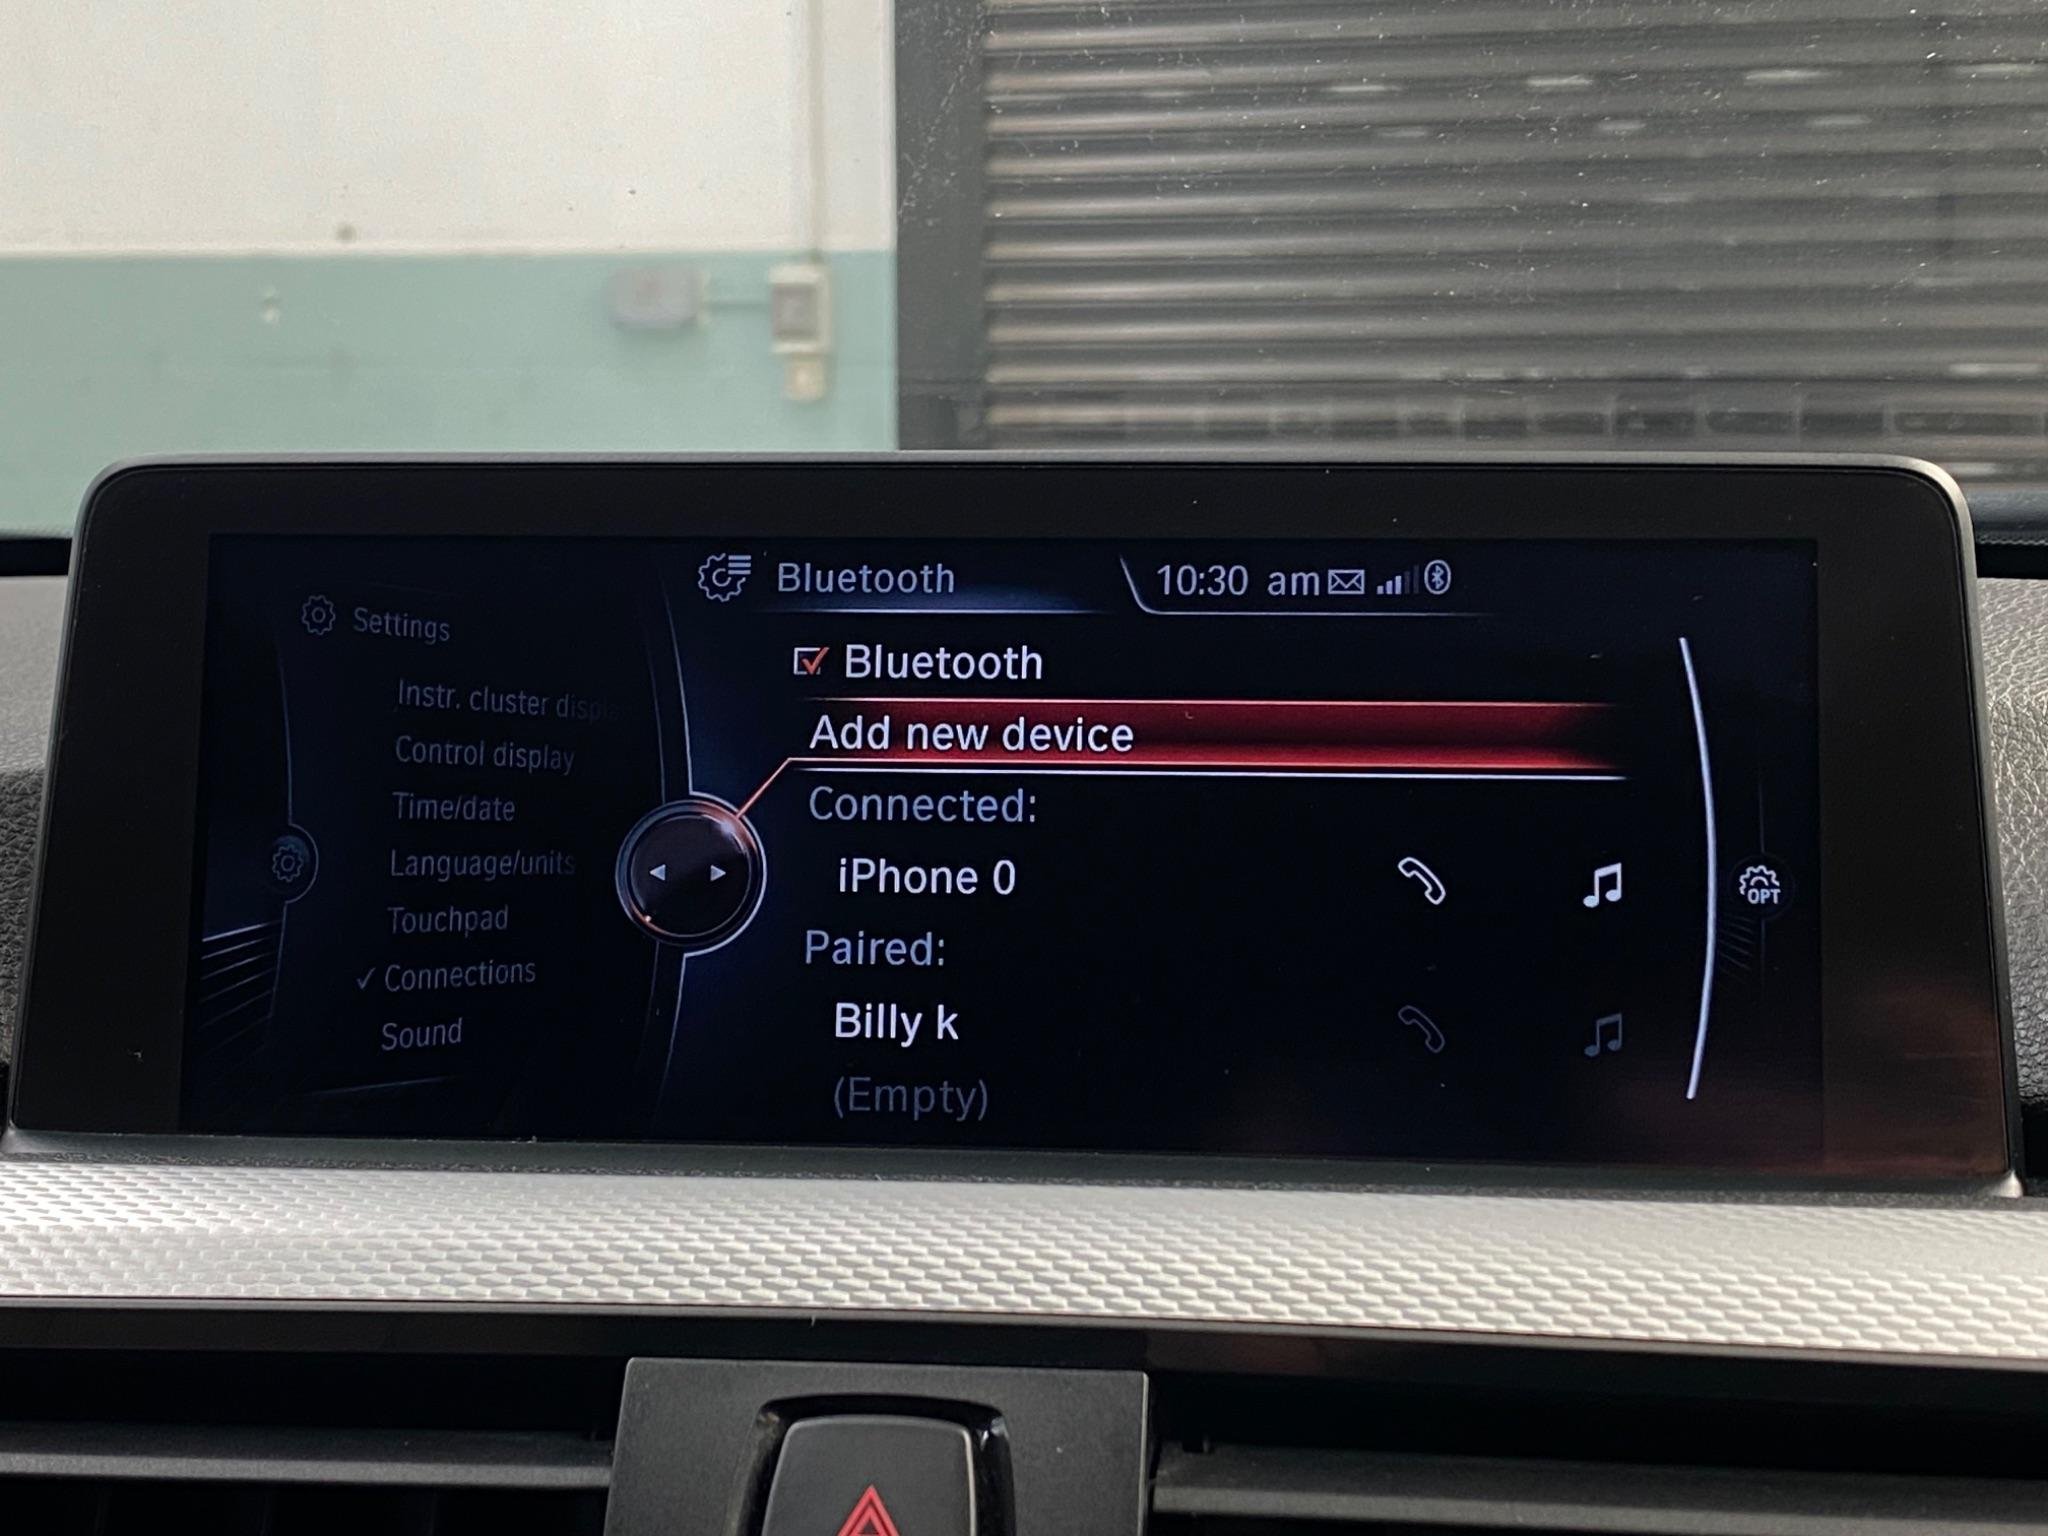 Bluetooth
10:30 am
Settings
Instr. cluster displa
Control display
Time/date
Language/units
Touchpad
✓ Connections
Sound
Bluetooth
Add new device
Connected:
iPhone 0
Paired:
Billy k
(Empty)
OPT